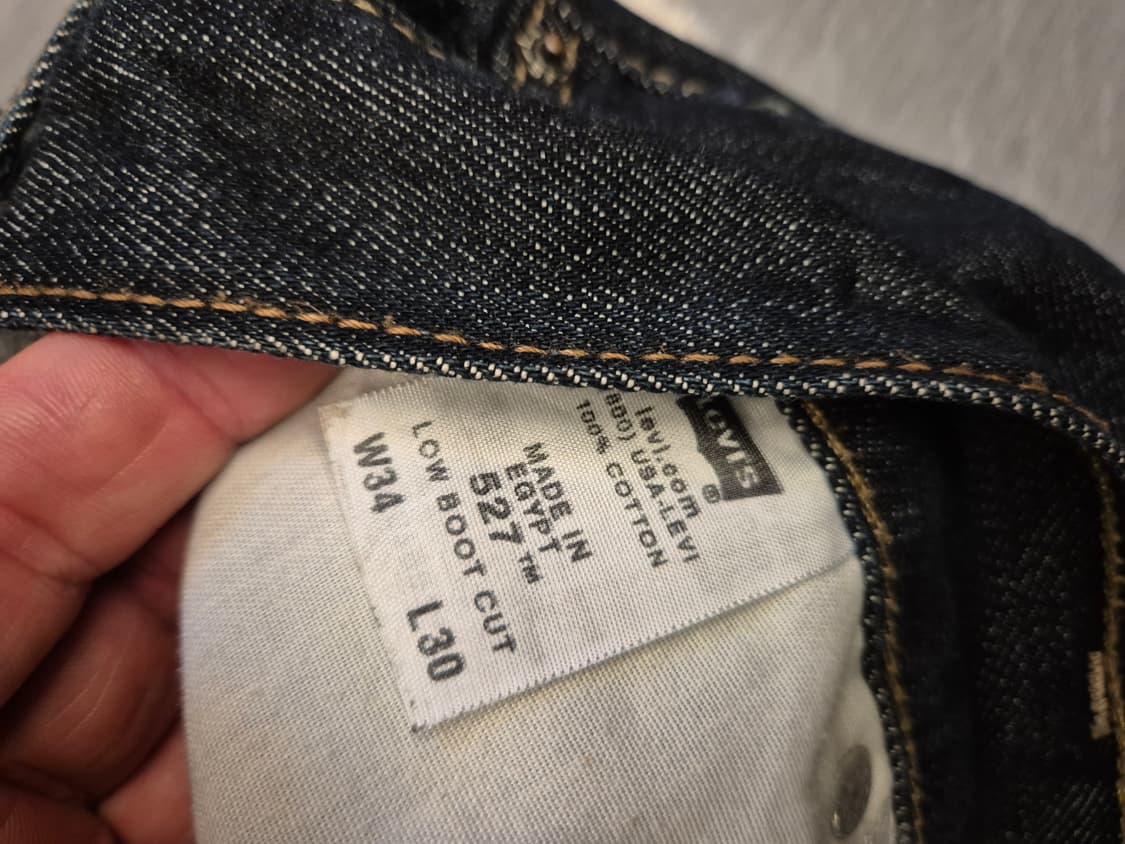 LEVI'S
®
levi.com
800) USA-LEVI
100% COTTON
MADE IN
EGYPT
527™
LOW BOOT CUT
W34 L30